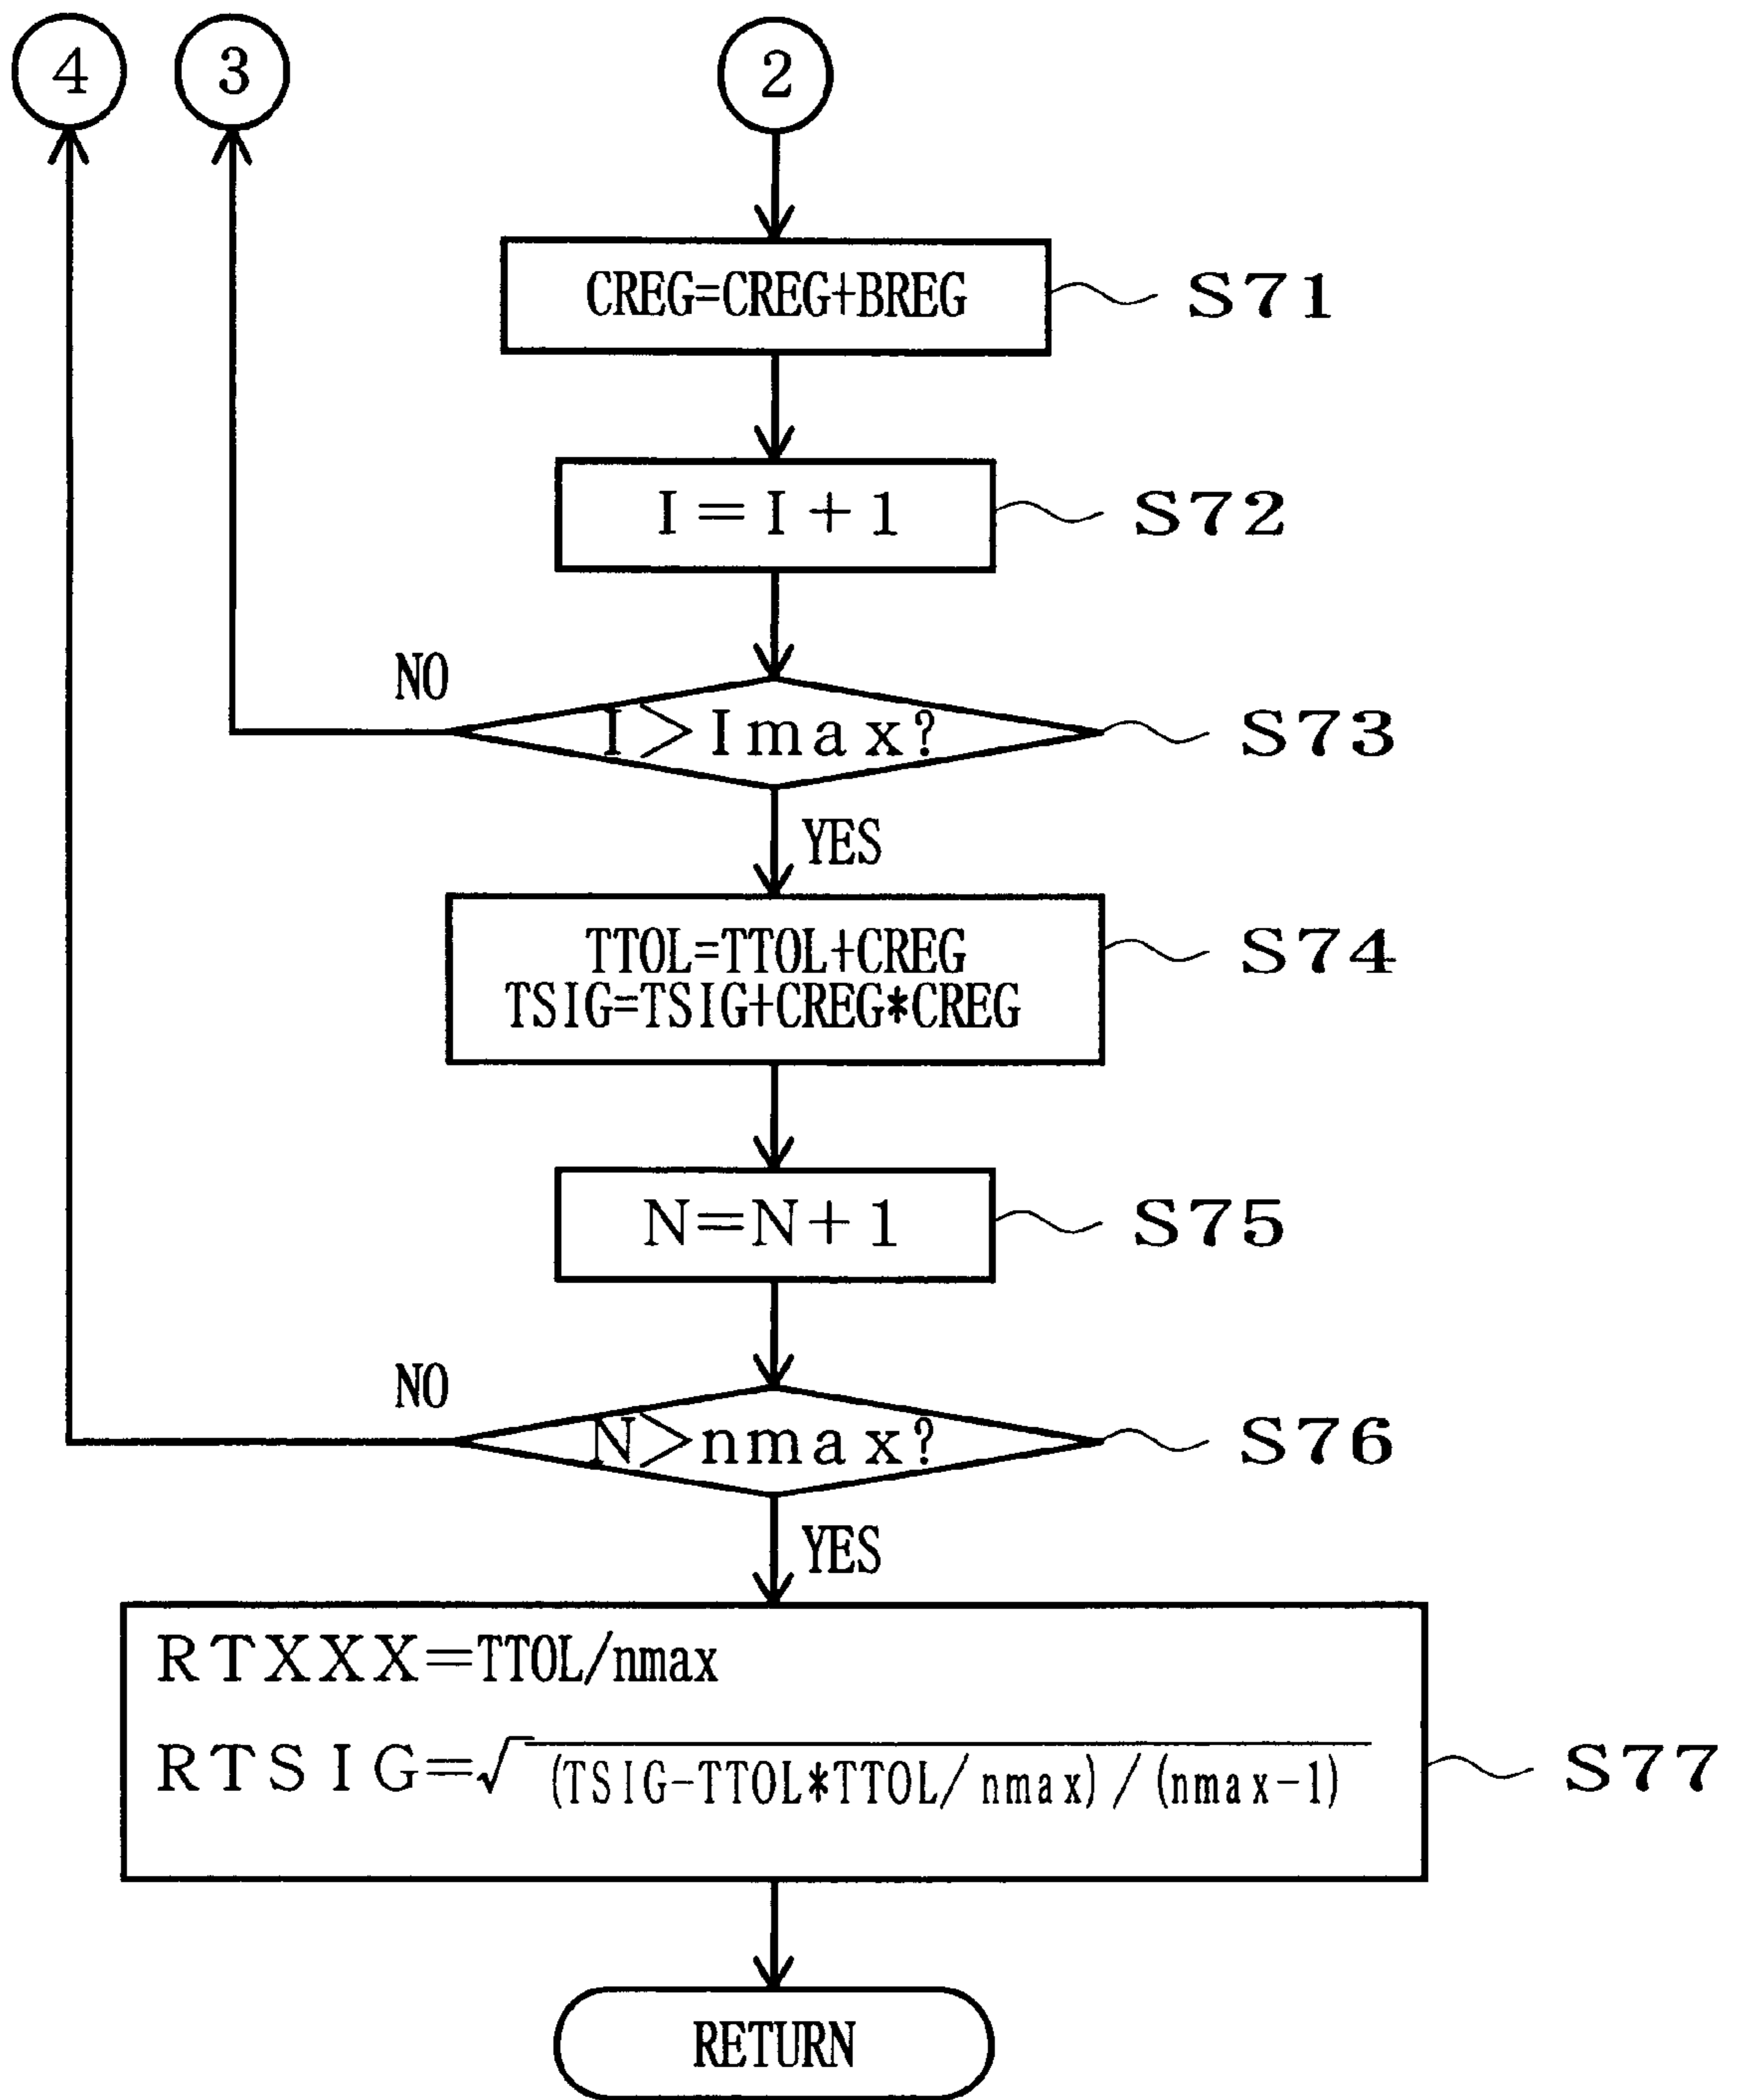 4 3 2
CREG=CREG+BREG S71
I=I+1 S72
NO
I>Imax? S73
YES
TTOL=TTOL+CREG
TSIG=TSIG+CREG*CREG
S74
N=N+1 S75
NO
N>nmax? S76
YES
RTXXX=TTOL/nmax
RTSIG=√(TSIG-TTOL*TTOL/nmax)/(nmax-1)
S77
RETURN